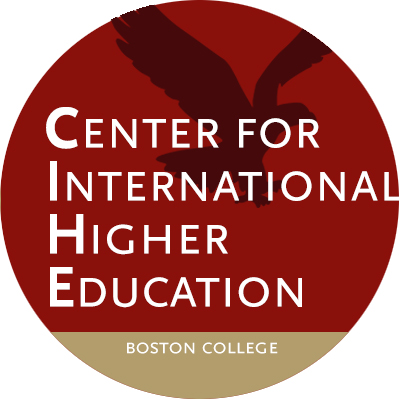 CENTER FOR
INTERNATIONAL
HIGHER
EDUCATION
BOSTON COLLEGE